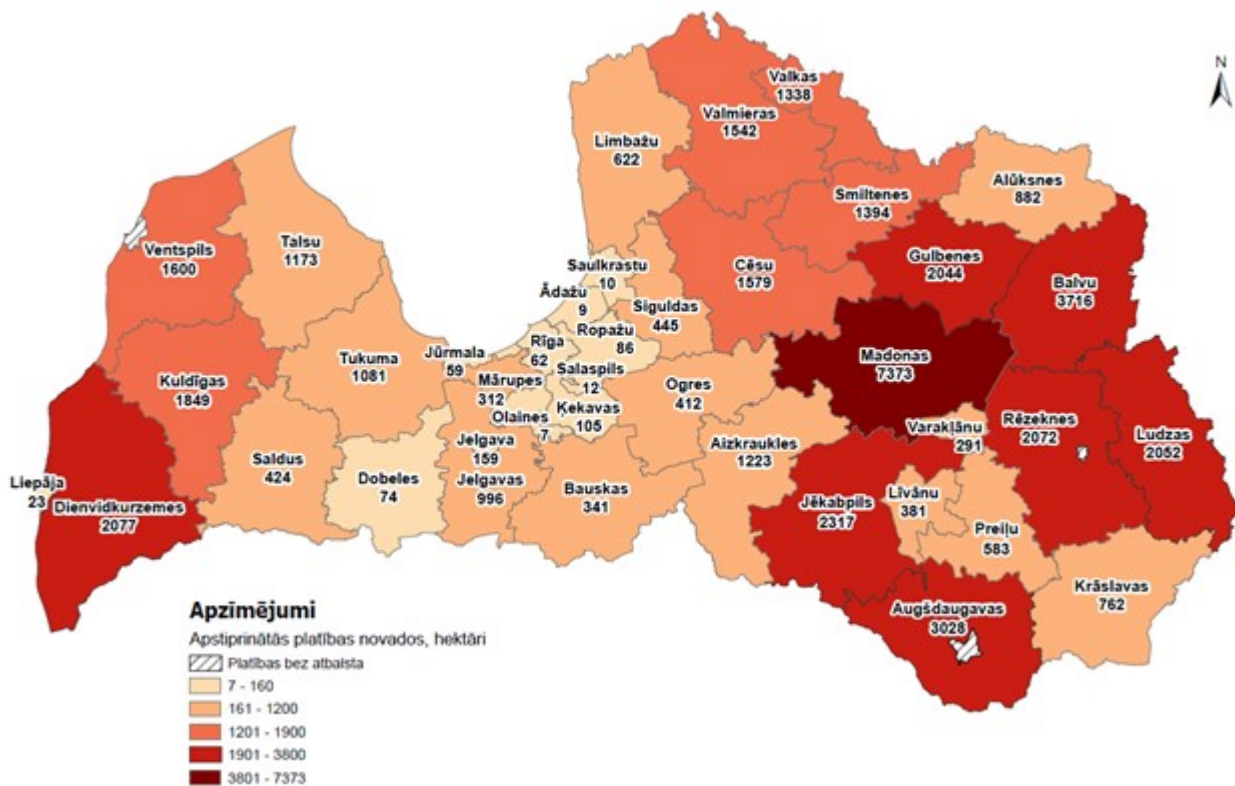 N
Valkas
1338
Valmieras
1542
Limbažu
622
Alūksnes
882
Smiltenes
1394
Ventspils
1600
Talsu
1173
Gulbenes
2044
Cēsu
1579
Balvu
3716
Saulkrastu
10
Ādažu
9
Siguldas
445
Ropažu
86
Rīga
62
Jūrmala
59
Tukuma
1081
Madonas
7373
Salaspils
12
Mārupes
312
Ogres
412
Kuldīgas
1849
Olaines
7
Ķekavas
105
Varakļānu
291
Rēzeknes
2072
Ludzas
2052
Aizkraukles
1223
Jelgava
159
Saldus
424
Dobeles
74
Jelgavas
996
Bauskas
341
Liepāja
23
Dienvidkurzemes
2077
Līvānu
381
Jēkabpils
2317
Preiļu
583
Krāslavas
762
Augšdaugavas
3028
Apzīmējumi
Apstiprinātās platības novados, hektāri
Platības bez atbalsta
7 - 160
161 - 1200
1201 - 1900
1901 - 3800
3801 - 7373